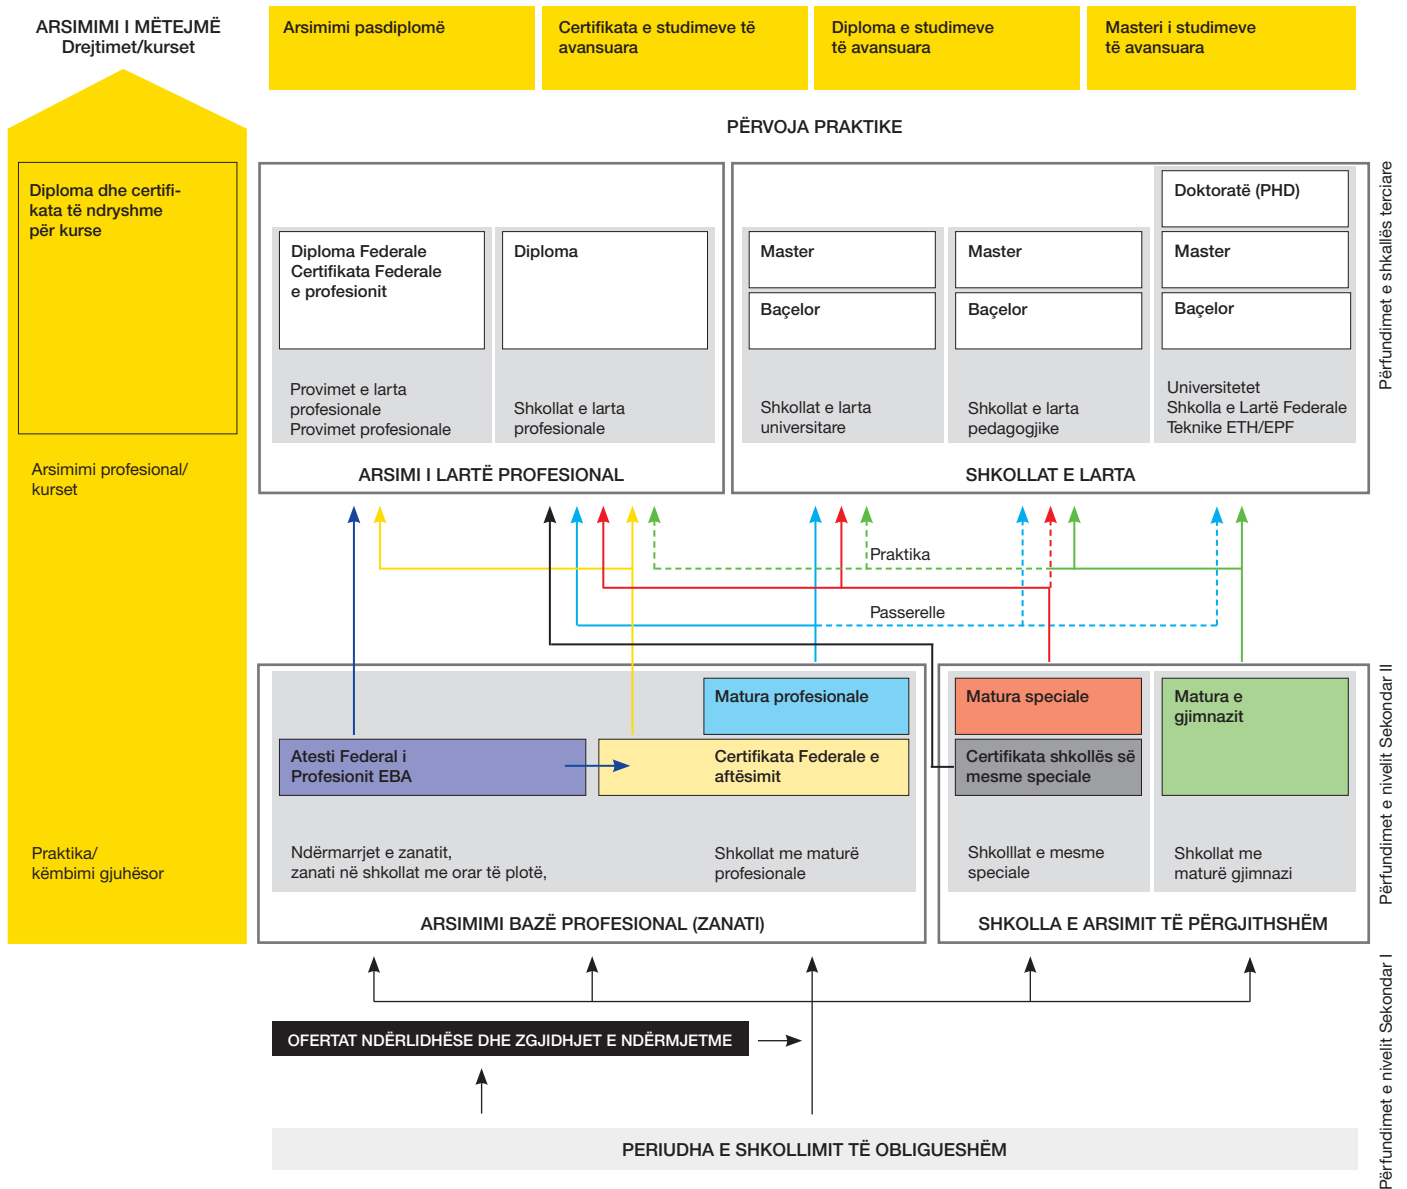 ARSIMIMI I MËTEJMË
Drejtimet/kurset
Arsimimi pasdiplomë
Certifikata e studimeve të
avansuara
Diploma e studimeve
të avansuara
Masteri i studimeve
të avansuara
PËRVOJA PRAKTIKE
Diploma dhe certifi-
kata të ndryshme
për kurse
Arsimimi profesional/
kurset
Praktika/
këmbimi gjuhësor
Diploma Federale
Certifikata Federale
e profesionit
Diploma
Provimet e larta
profesionale
Provimet profesionale
Shkollat e larta
profesionale
ARSIMI I LARTË PROFESIONAL
Master
Baçelor
Shkollat e larta
universitare
Master
Baçelor
Shkollat e larta
pedagogjike
Doktoratë (PHD)
Master
Baçelor
Universitetet
Shkolla e Lartë Federale
Teknike ETH/EPF
SHKOLLAT E LARTA
Përfundimet e shkallës terciare
Praktika
Passerelle
Matura profesionale
Atesti Federal i
Profesionit EBA
Certifikata Federale e
aftësimit
Ndërmarrjet e zanatit,
zanati në shkollat me orar të plotë,
Shkollat me maturë
profesionale
ARSIMIMI BAZË PROFESIONAL (ZANATI)
Matura speciale
Certifikata shkollës së
mesme speciale
Shkolllat e mesme
speciale
Matura e
gjimnazit
Shkollat me
maturë gjimnazi
SHKOLLA E ARSIMIT TË PËRGJITHSHËM
Përfundimet e nivelit Sekondar II
OFERTAT NDËRLIDHËSE DHE ZGJIDHJET E NDËRMJETME
PERIUDHA E SHKOLLIMIT TË OBLIGUESHËM
Përfundimet e nivelit Sekondar I